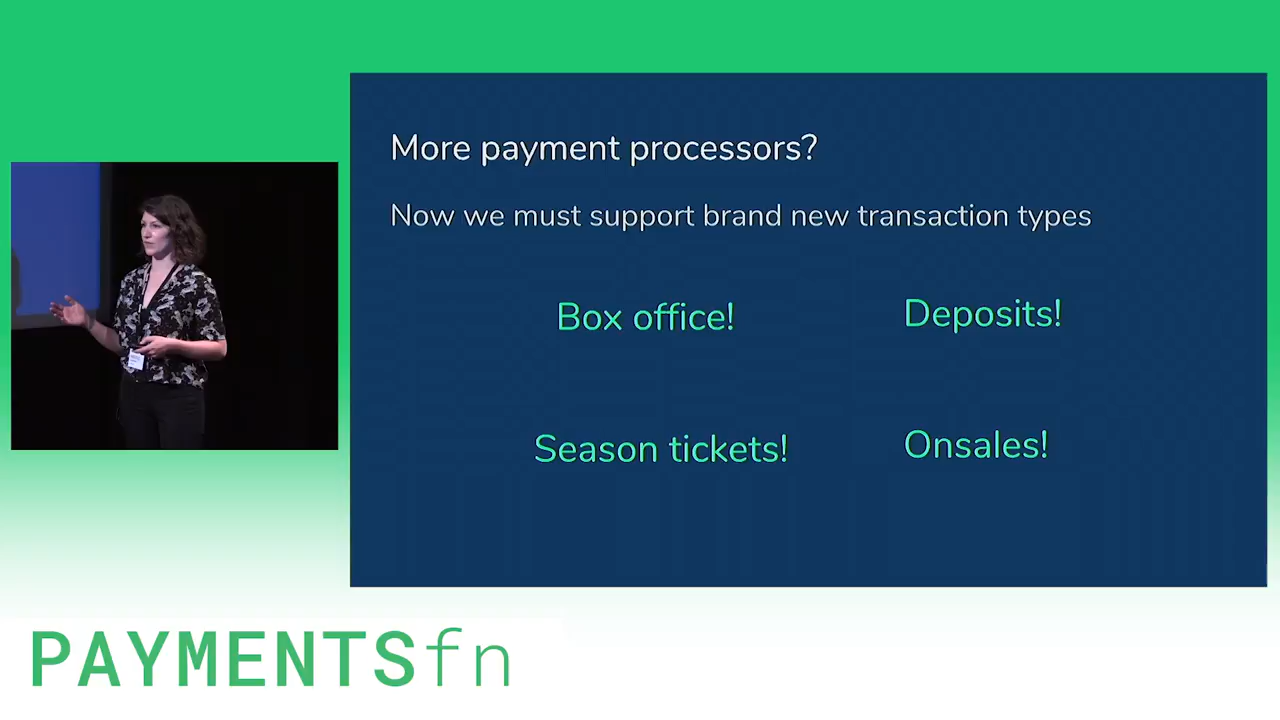 More payment processors?
Now we must support brand new transaction types
Box office!
Deposits!
Season tickets!
Onsales!
PAYMENTSfn